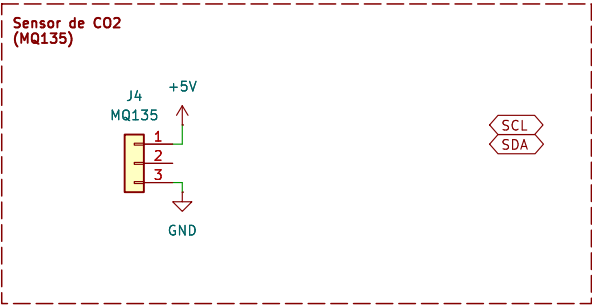 Sensor de CO2
(MQ135)
+5V
J4
MQ135
1
2
3
GND
SCL
SDA